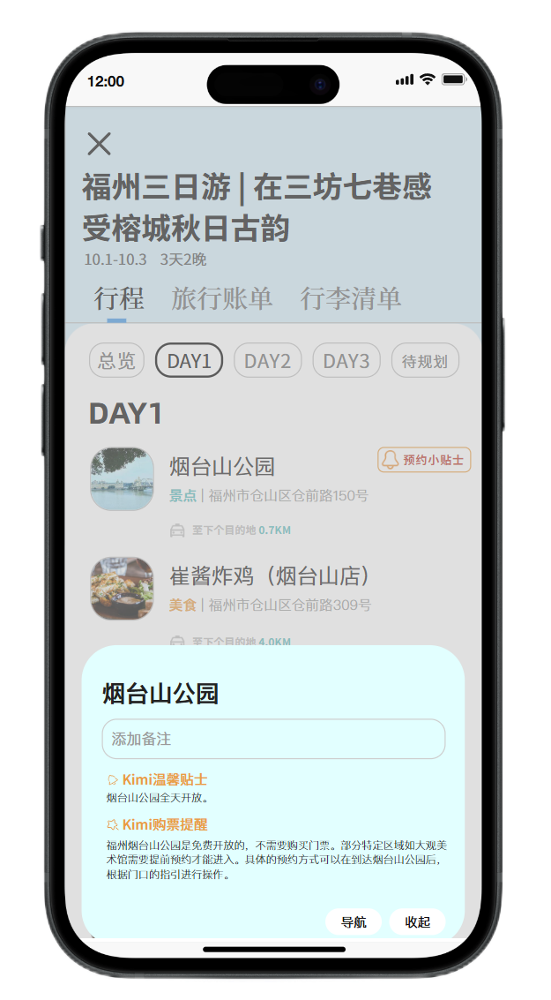 12:00
福州三日游 | 在三坊七巷感
受榕城秋日古韵
10.1-10.3 3天2晚
行程 旅行账单 行李清单
总览 DAY1 DAY2 DAY3 待规划
DAY1
烟台山公园
预约小贴士
景点 | 福州市仓山区仓前路150号
至下个目的地 0.7KM
崔酱炸鸡（烟台山店）
美食 | 福州市仓山区仓前路309号
至下个目的地 4.0KM
烟台山公园
添加备注
Kimi温馨贴士
烟台山公园全天开放。
Kimi购票提醒
福州烟台山公园是免费开放的，不需要购买门票。部分特定区域如大观美
术馆需要提前预约才能进入。具体的预约方式可以在到达烟台山公园后，
根据门口的指引进行操作。
导航 收起